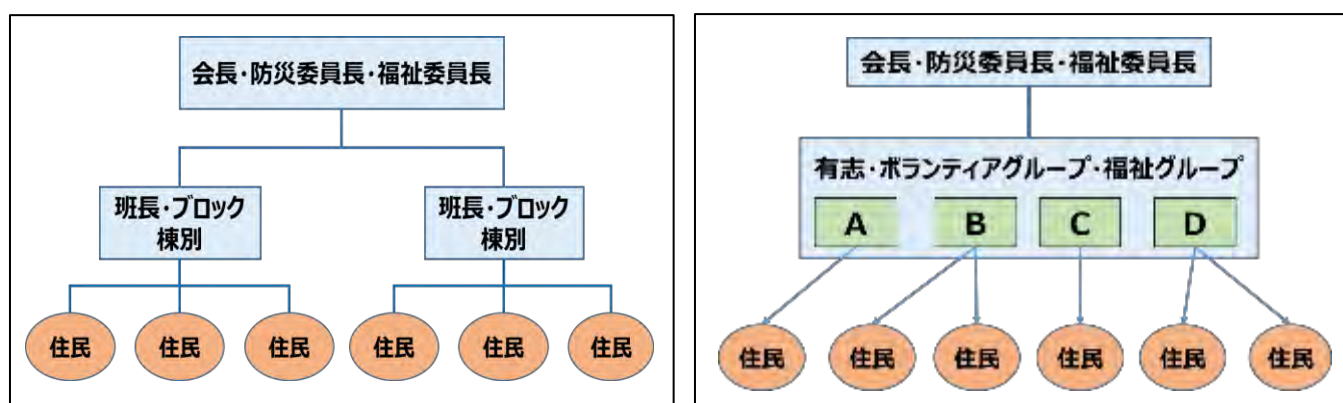 会長・防災委員長・福祉委員長
班長・ブロック
棟別
班長・ブロック
棟別
住民
住民
住民
住民
住民
住民
会長・防災委員長・福祉委員長
有志・ボランティアグループ・福祉グループ
A
B
C
D
住民
住民
住民
住民
住民
住民